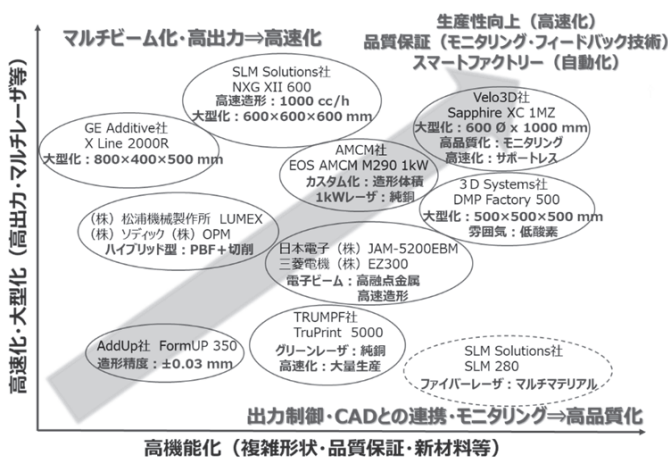 生産性向上（高速化）
品質保証（モニタリング・フィードバック技術）
スマートファクトリー（自動化）
マルチビーム化・高出力⇒高速化
SLM Solutions社
NXG XII 600
高速造形：1000 cc/h
大型化：600×600×600 mm
Velo3D社
Sapphire XC 1MZ
大型化：600 Ø x 1000 mm
高品質化：モニタリング
高速化：サポートレス
GE Additive社
X Line 2000R
大型化：800×400×500 mm
AMCM社
EOS AMCM M290 1kW
カスタム化：造形体積
1kWレーザ：純銅
3D Systems社
DMP Factory 500
大型化：500×500×500 mm
雰囲気：低酸素
（株）松浦機械製作所 LUMEX
（株）ソディック（株）OPM
ハイブリッド型：PBF＋切削
日本電子（株）JAM-5200EBM
三菱電機（株）EZ300
電子ビーム：高融点金属
高速造形
TRUMPF社
TruPrint 5000
グリーンレーザ：純銅
高速化：大量生産
AddUp社 FormUP 350
造形精度：±0.03 mm
SLM Solutions社
SLM 280
ファイバーレーザ：マルチマテリアル
出力制御・CADとの連携・モニタリング⇒高品質化
高速化・大型化（高出力・マルチレーザ等）
高機能化（複雑形状・品質保証・新材料等）